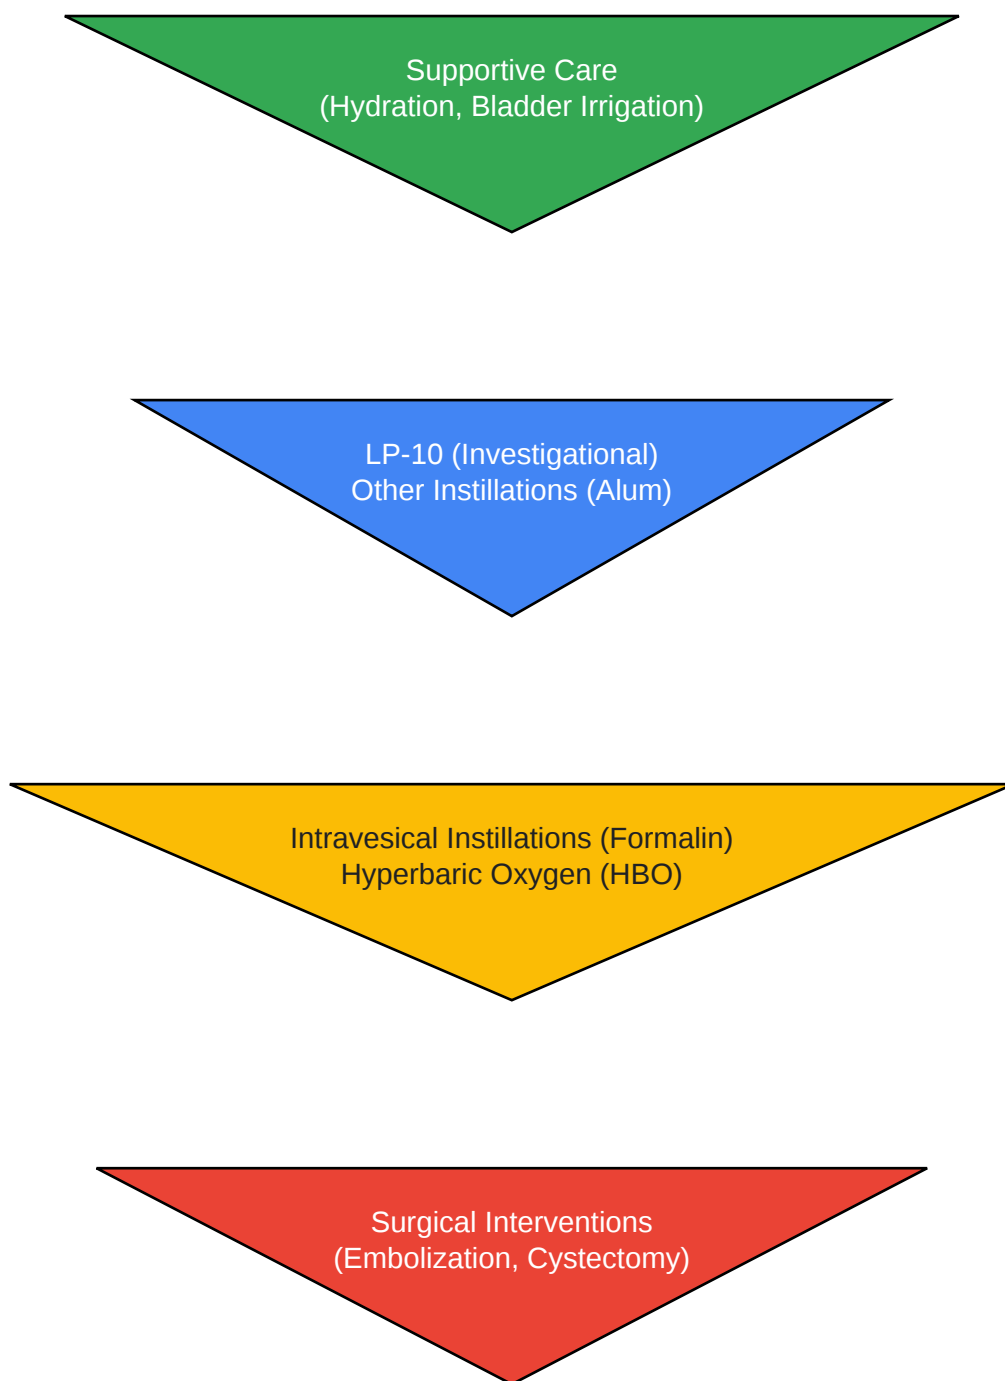 Supportive Care
(Hydration, Bladder Irrigation)
LP-10 (Investigational)
Other Instillations (Alum)
Intravesical Instillations (Formalin)
Hyperbaric Oxygen (HBO)
Surgical Interventions
(Embolization, Cystectomy)